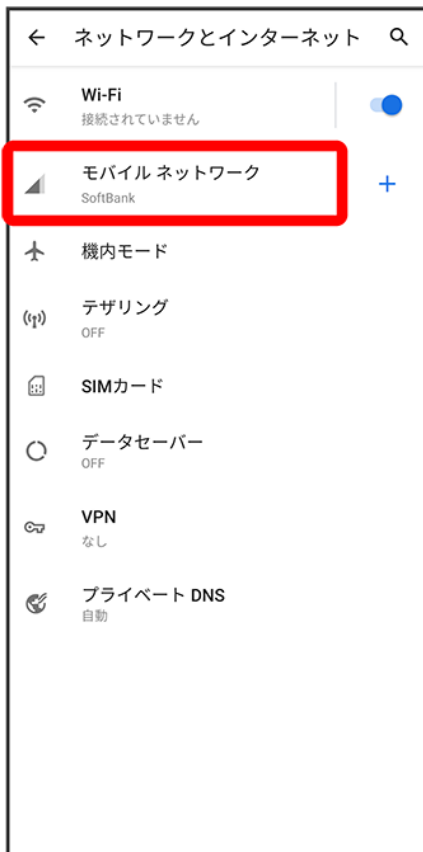 ネットワークとインターネット
Wi-Fi
接続されていません
モバイル ネットワーク
SoftBank
機内モード
テザリング
OFF
SIMカード
データセーバー
OFF
VPN
なし
プライベート DNS
自動